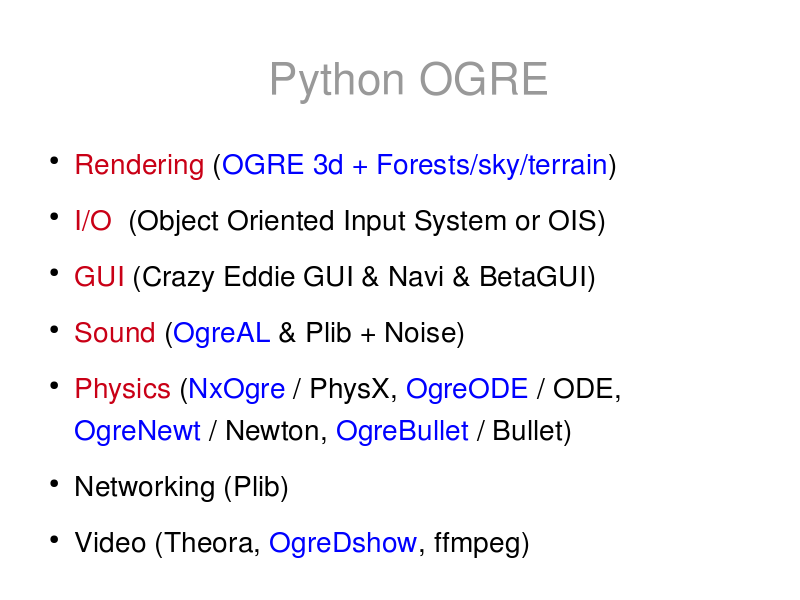 Python OGRE
• Rendering (OGRE 3d + Forests/sky/terrain)
• I/O  (Object Oriented Input System or OIS)
• GUI (Crazy Eddie GUI & Navi & BetaGUI)
• Sound (OgreAL & Plib + Noise)
• Physics (NxOgre / PhysX, OgreODE / ODE,
OgreNewt / Newton, OgreBullet / Bullet)
• Networking (Plib)
• Video (Theora, OgreDshow, ffmpeg)